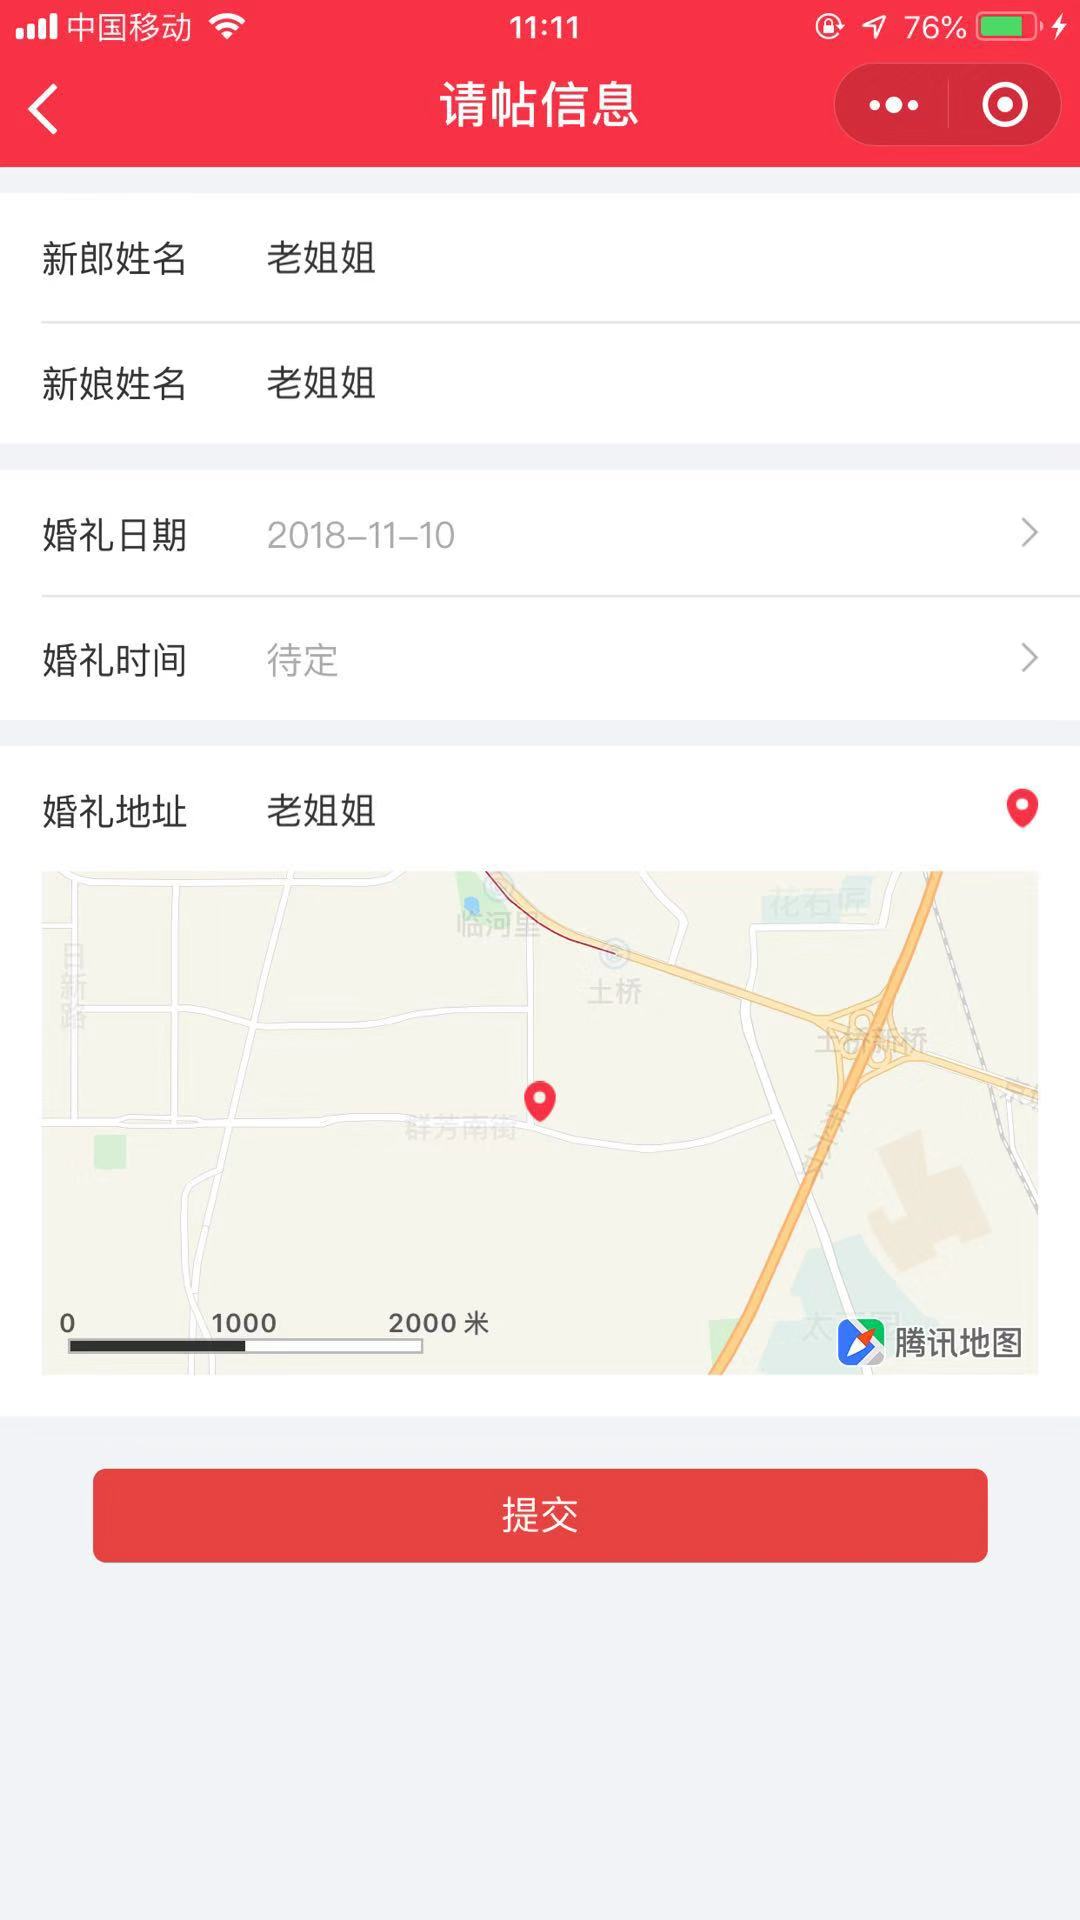 中国移动
11:11
76%
请帖信息
新郎姓名 老姐姐
新娘姓名 老姐姐
婚礼日期 2018-11-10
婚礼时间 待定
婚礼地址 老姐姐
花石匠
临河里
日新路
土桥
土桥新桥
群芳南街
0 1000 2000 米
腾讯地图
提交